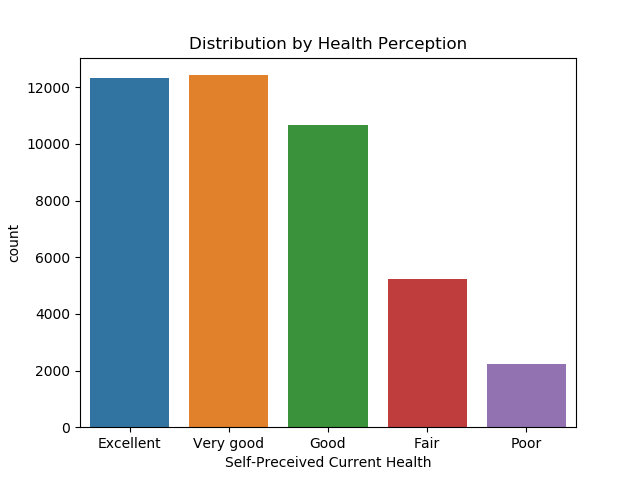 Distribution by Health Perception
12000
10000
8000
6000
4000
2000
0
count
Excellent Very good Good Fair Poor
Self-Preceived Current Health